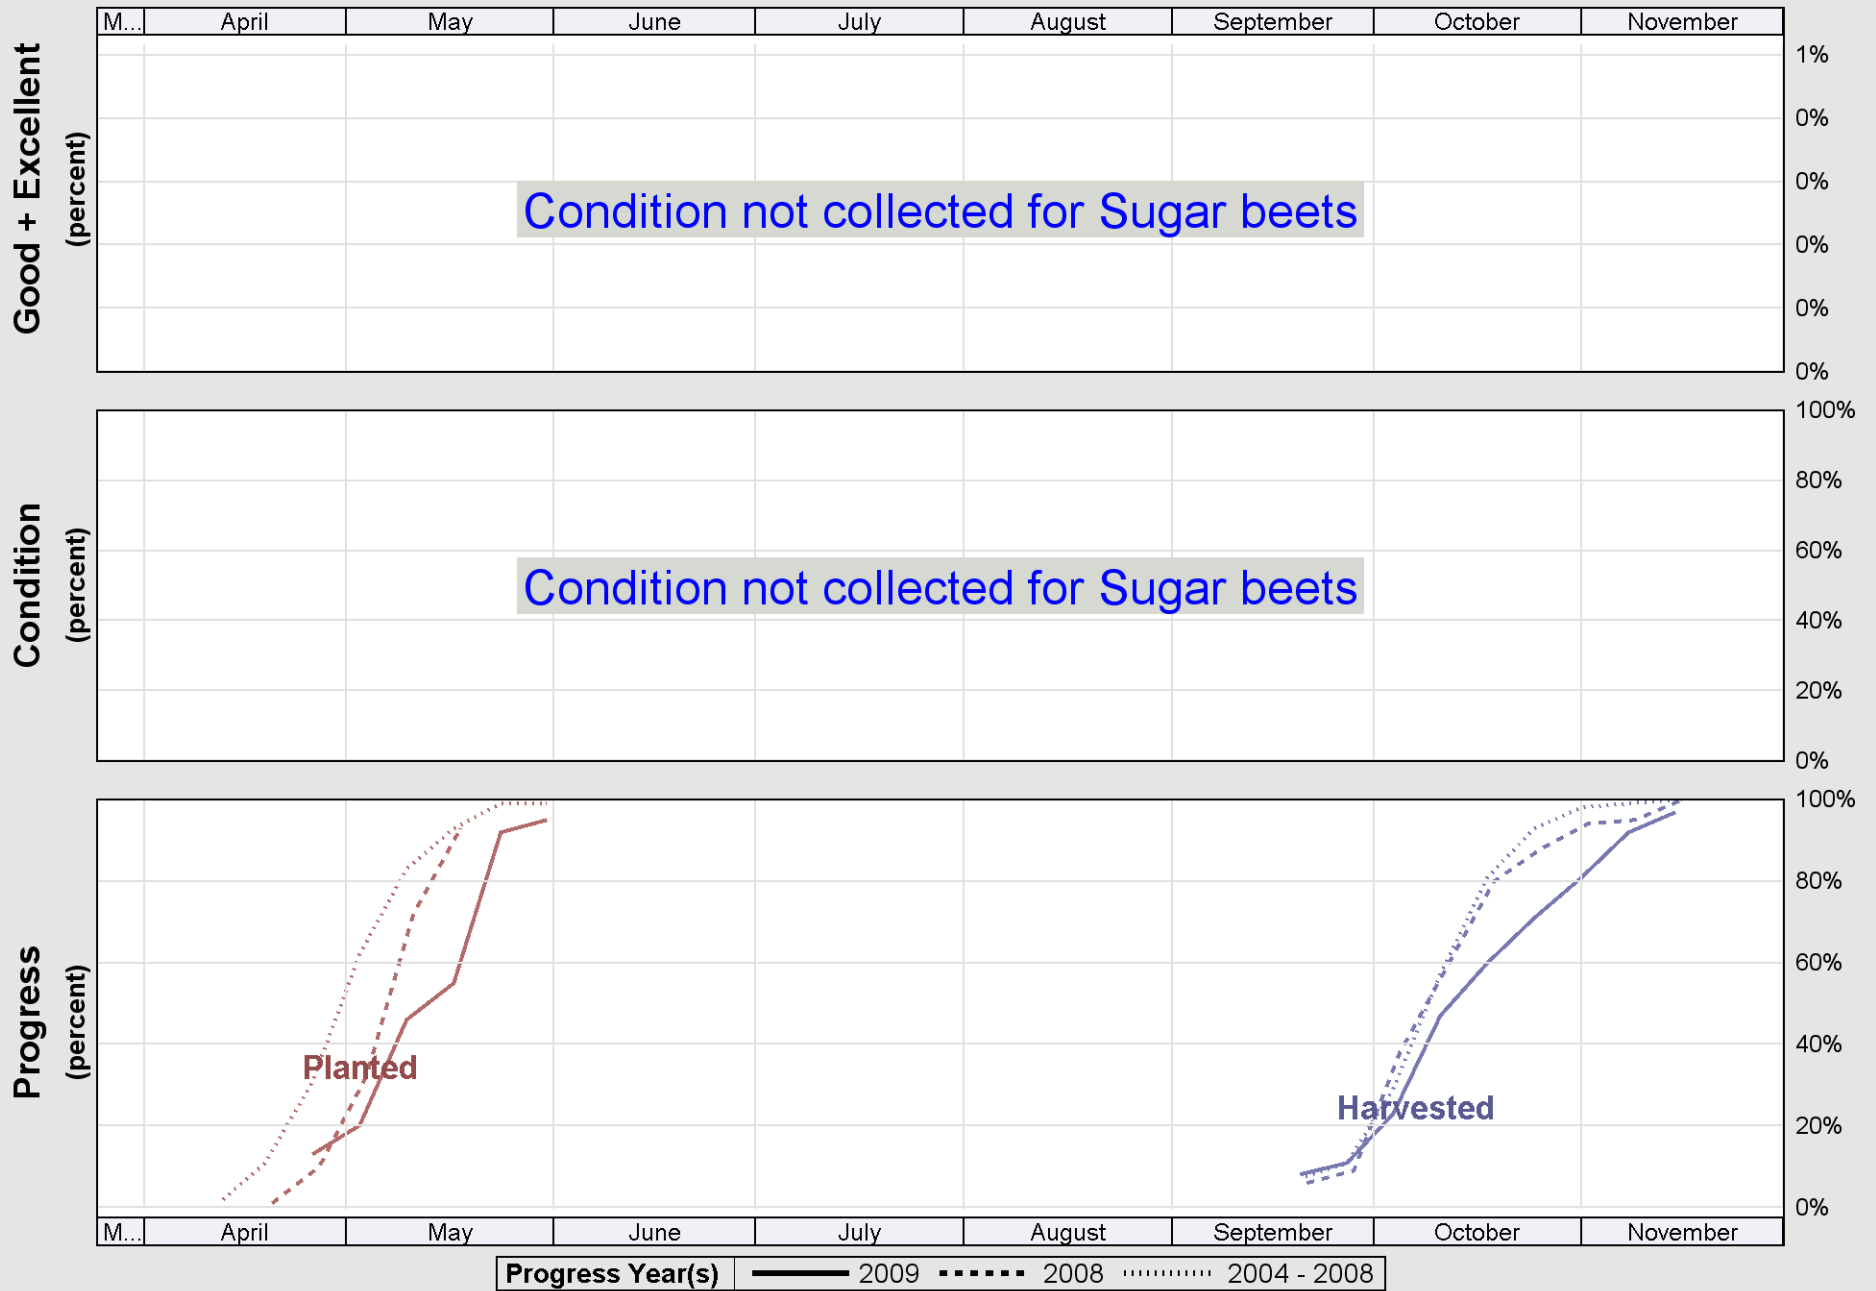 M... April May June July August September October November
Good + Excellent
(percent)
1%
0%
0%
0%
0%
0%
Condition not collected for Sugar beets
Condition
(percent)
100%
80%
60%
40%
20%
0%
Condition not collected for Sugar beets
Progress
(percent)
100%
80%
60%
40%
20%
0%
Planted
Harvested
M... April May June July August September October November
Progress Year(s) 2009 2008 2004 - 2008